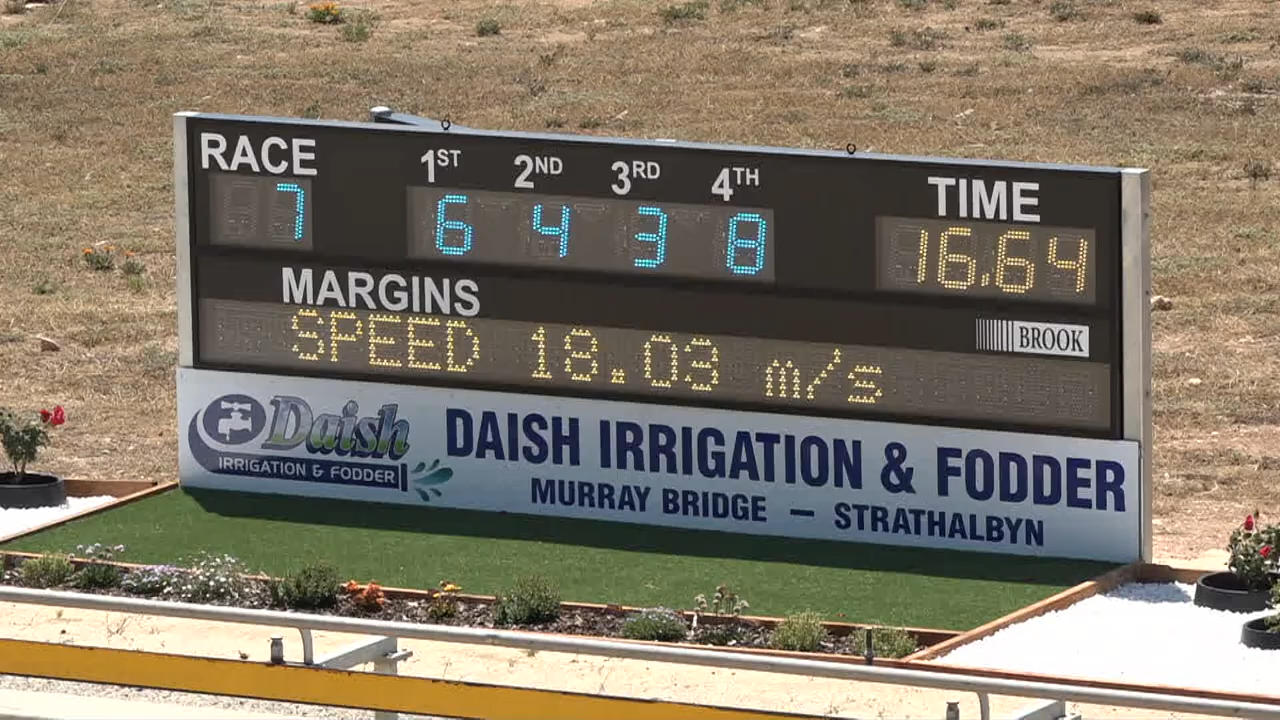 RACE 1ST 2ND 3RD 4TH TIME
7 6 4 3 8 16.64
MARGINS
BROOK
SPEED 18.03 m/s
Daish
IRRIGATION & FODDER
DAISH IRRIGATION & FODDER
MURRAY BRIDGE – STRATHALBYN